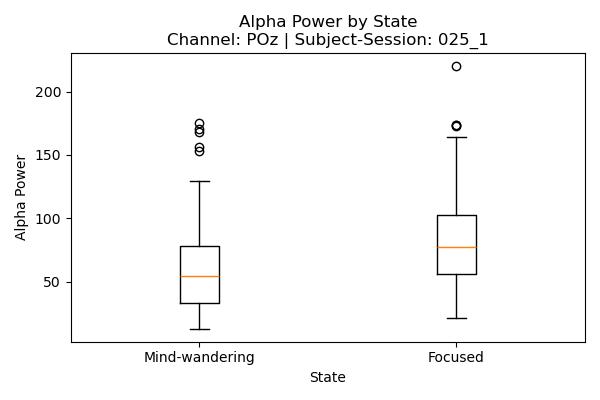 Alpha Power by State
Channel: POz | Subject-Session: 025_1
Alpha Power
200
150
100
50
Mind-wandering
Focused
State